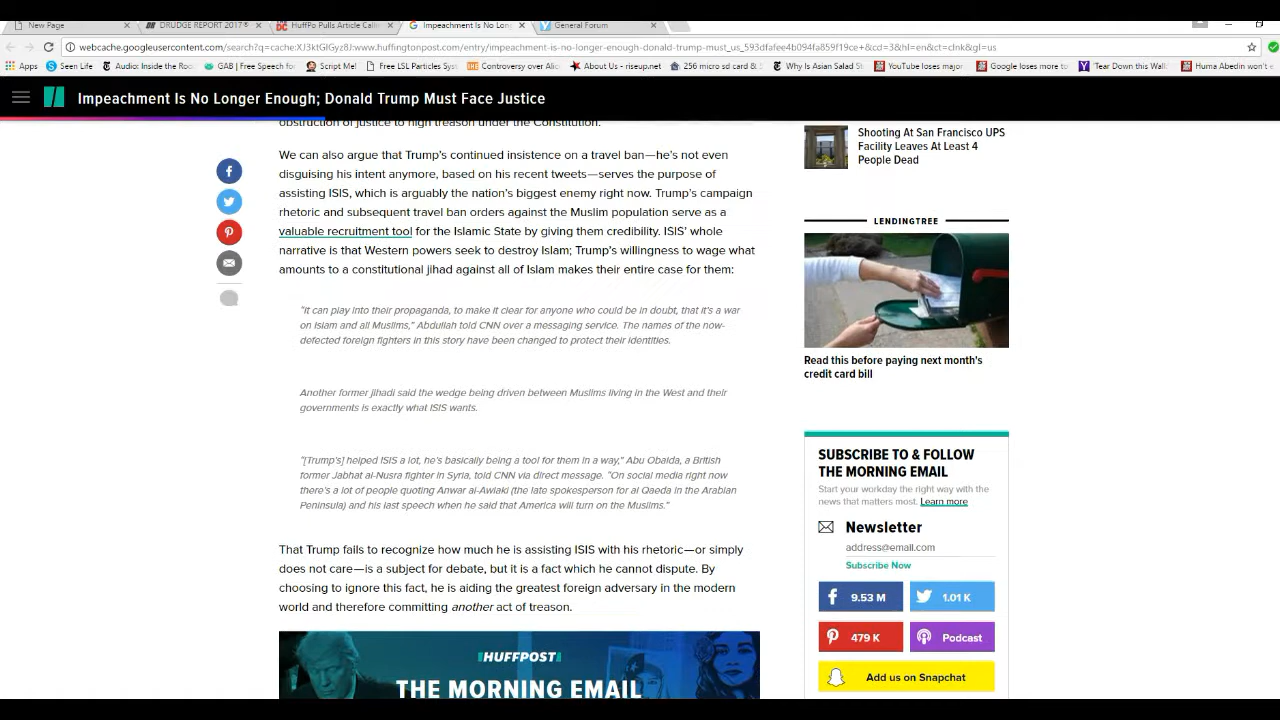 New Page
DRUDGE REPORT 2017®
HuffPo Pulls Article Calli
Impeachment Is No Lon
General Forum
webcache.googleusercontent.com/search?q=cache:XJ3ktGfGyz8J:www.huffingtonpost.com/entry/impeachment-is-no-longer-enough-donald-trump-must_us_593dfafee4b094fa859f19ce+&cd=3&hl=en&ct=clnk&gl=us
Apps
Seen Life
Audio: Inside the Roo
GAB | Free Speech fo
Script Me!
Free LSL Particles Sys
Controversy over Alic
About Us - riseup.net
256 micro sd card &
Why Is Asian Salad St
YouTube loses major
Google loses more to
'Tear Down this Wall'
Huma Abedin won't e
Impeachment Is No Longer Enough; Donald Trump Must Face Justice
obstruction of justice to high treason under the Constitution.
We can also argue that Trump's continued insistence on a travel ban—he's not even
disguising his intent anymore, based on his recent tweets—serves the purpose of
assisting ISIS, which is arguably the nation's biggest enemy right now. Trump's campaign
rhetoric and subsequent travel ban orders against the Muslim population serve as a
valuable recruitment tool for the Islamic State by giving them credibility. ISIS' whole
narrative is that Western powers seek to destroy Islam; Trump's willingness to wage what
amounts to a constitutional jihad against all of Islam makes their entire case for them:
"It can play into their propaganda, to make it clear for anyone who could be in doubt, that it's a war
on Islam and all Muslims," Abdullah told CNN over a messaging service. The names of the now-
defected foreign fighters in this story have been changed to protect their identities.
Another former jihadi said the wedge being driven between Muslims living in the West and their
governments is exactly what ISIS wants.
"[Trump's] helped ISIS a lot, he's basically being a tool for them in a way," Abu Obaida, a British
former Jabhat al-Nusra fighter in Syria, told CNN via direct message. "On social media right now
there's a lot of people quoting Anwar al-Awlaki (the late spokesperson for al Qaeda in the Arabian
Peninsula) and his last speech when he said that America will turn on the Muslims."
That Trump fails to recognize how much he is assisting ISIS with his rhetoric—or simply
does not care—is a subject for debate, but it is a fact which he cannot dispute. By
choosing to ignore this fact, he is aiding the greatest foreign adversary in the modern
world and therefore committing another act of treason.
HUFFPOST
THE MORNING EMAIL
Shooting At San Francisco UPS
Facility Leaves At Least 4
People Dead
LENDINGTREE
Read this before paying next month's
credit card bill
SUBSCRIBE TO & FOLLOW
THE MORNING EMAIL
Start your workday the right way with the
news that matters most. Learn more
Newsletter
address@email.com
Subscribe Now
9.53 M
1.01 K
479 K
Podcast
Add us on Snapchat